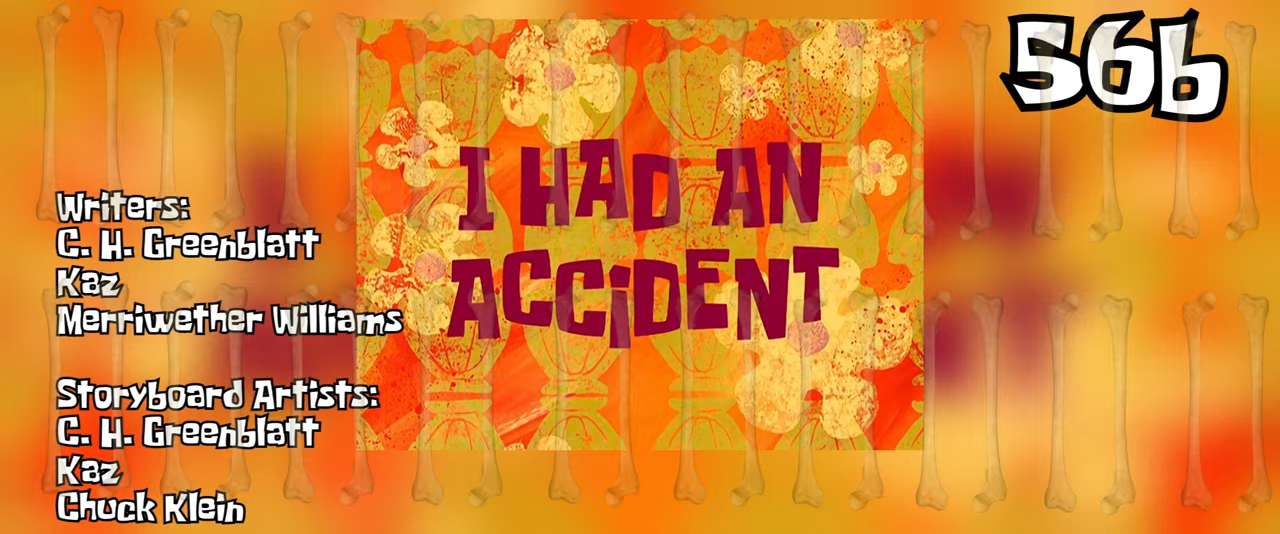 56b
I HAD AN
ACCiDENT
Writers:
C. H. Greenblatt
Kaz
Merriwether Williams
Storyboard Artists:
C. H. Greenblatt
Kaz
Chuck Klein